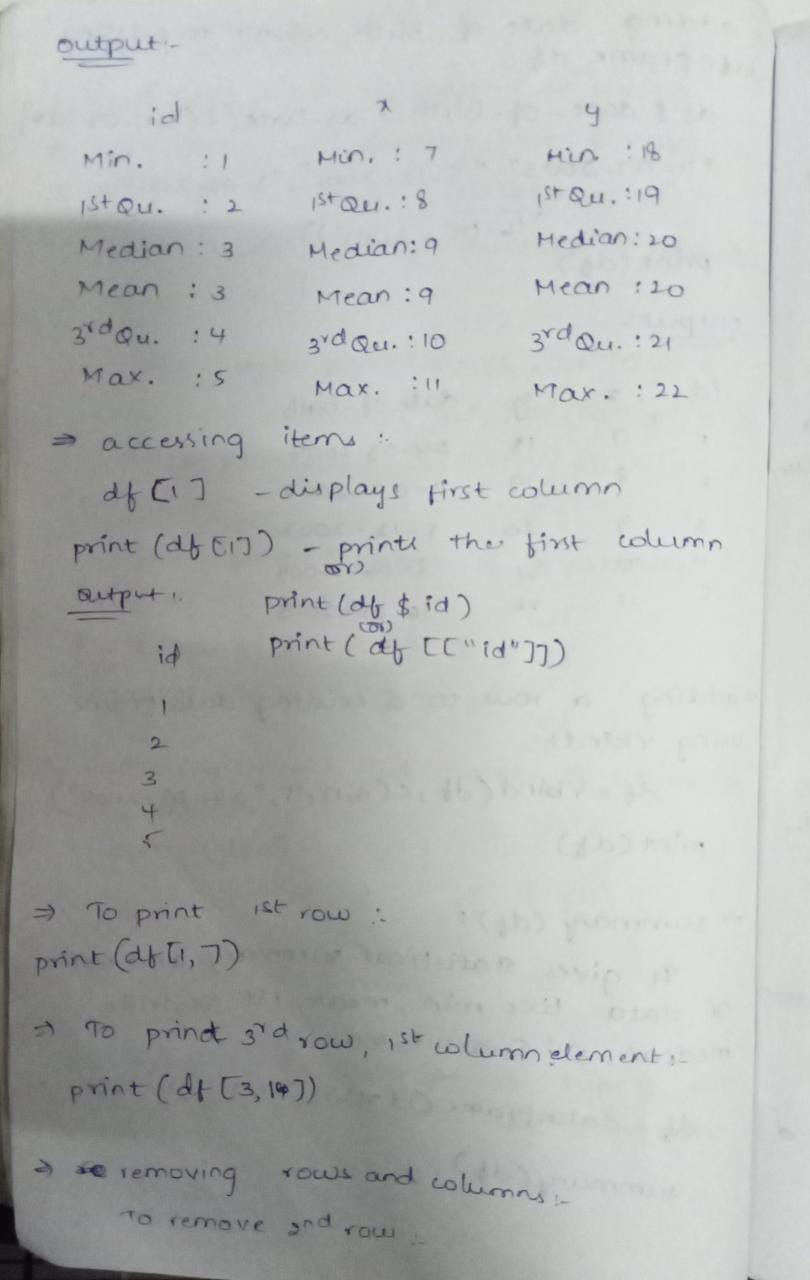 output:-
id x y
Min. : 1 Min. : 7 Min : 18
1st Qu. : 2 1st Qu. : 8 1st Qu. : 19
Median : 3 Median : 9 Median : 20
Mean : 3 Mean : 9 Mean : 20
3rd Qu. : 4 3rd Qu. : 10 3rd Qu. : 21
Max. : 5 Max. : 11 Max. : 22
⇒ accessing items :-
df [1] - displays first column
print (df [1]) - prints the first column
(or)
output :- print (df $ id)
(or)
id print ( df [["id"]])
1
2
3
4
5
⇒ To print 1st row :-
print (df [1, ])
⇒ To print 3rd row, 1st column element :-
print (df [3, 1])
⇒ removing rows and columns :-
To remove 2nd row :-